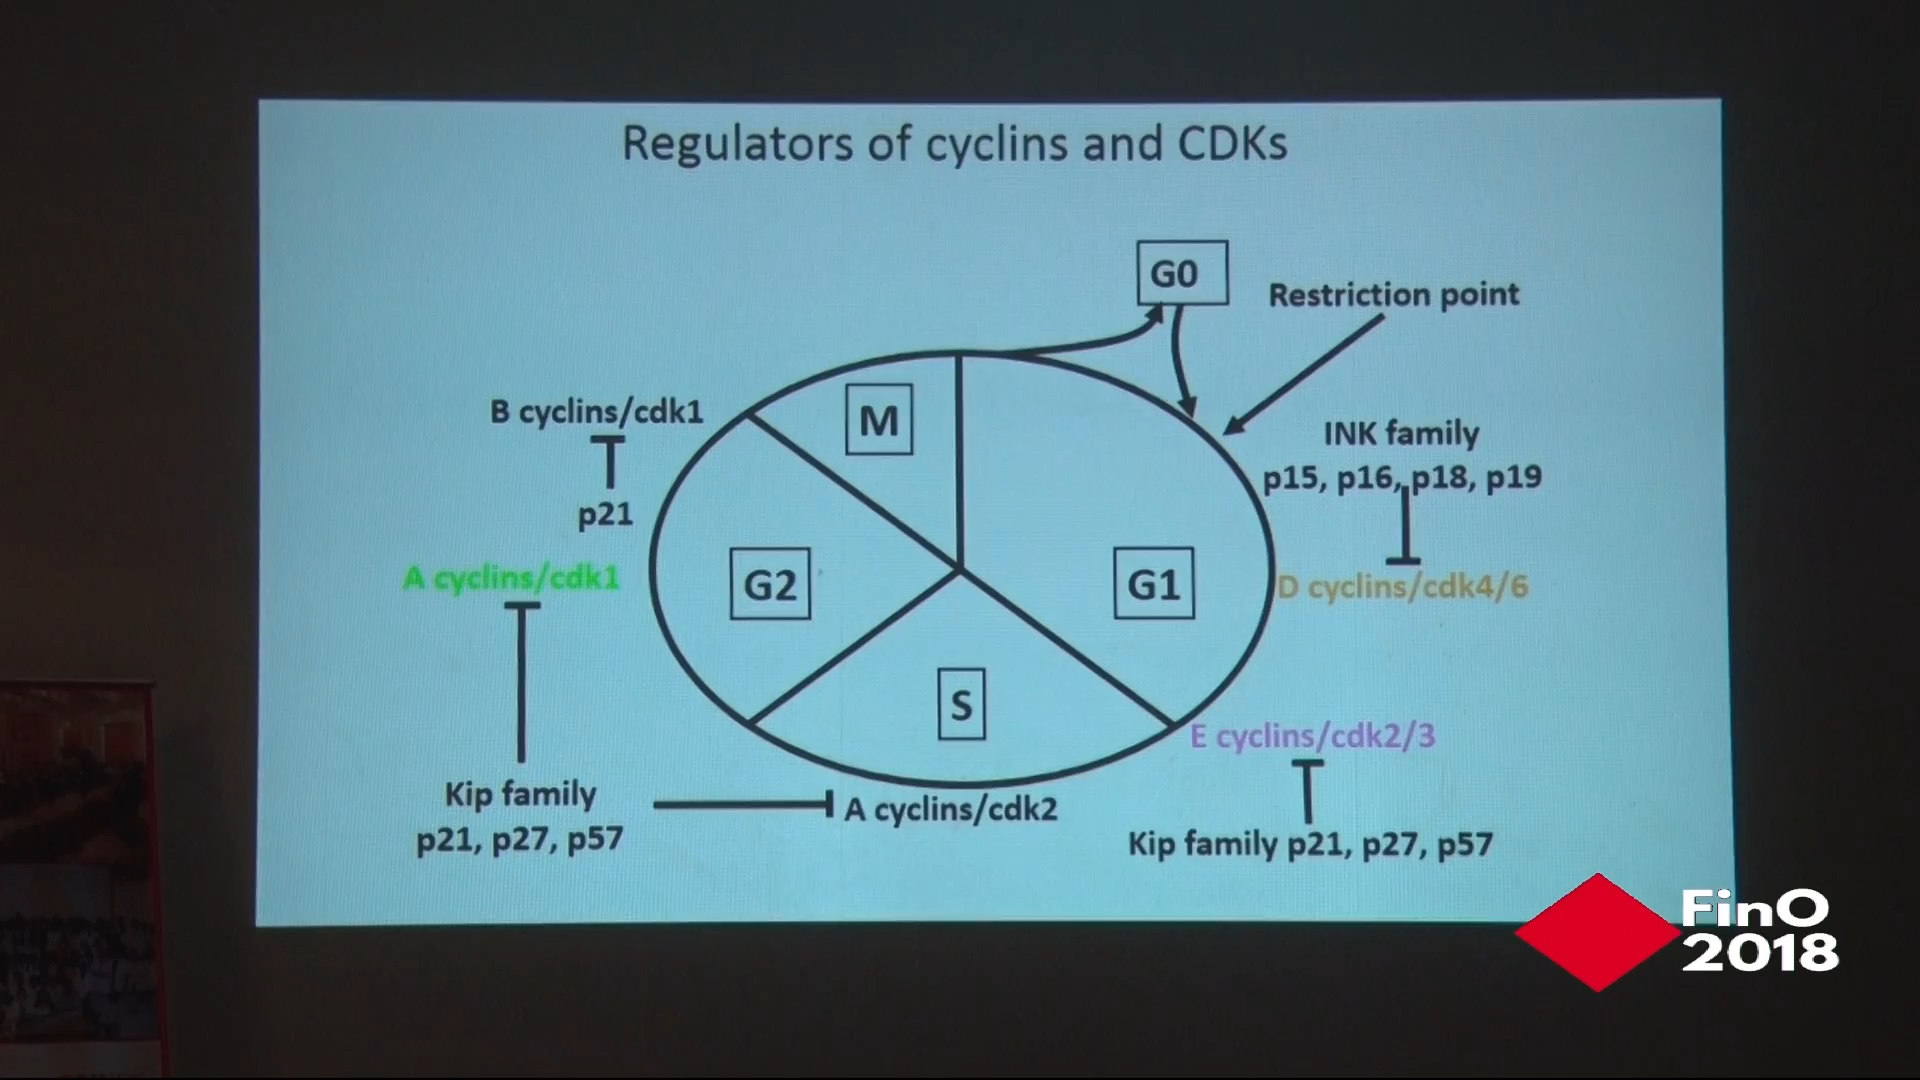 Regulators of cyclins and CDKs
G0
Restriction point
B cyclins/cdk1
M
INK family
p15, p16, p18, p19
p21
A cyclins/cdk1
G2
G1
D cyclins/cdk4/6
S
E cyclins/cdk2/3
Kip family
p21, p27, p57
A cyclins/cdk2
Kip family p21, p27, p57
FinO
2018